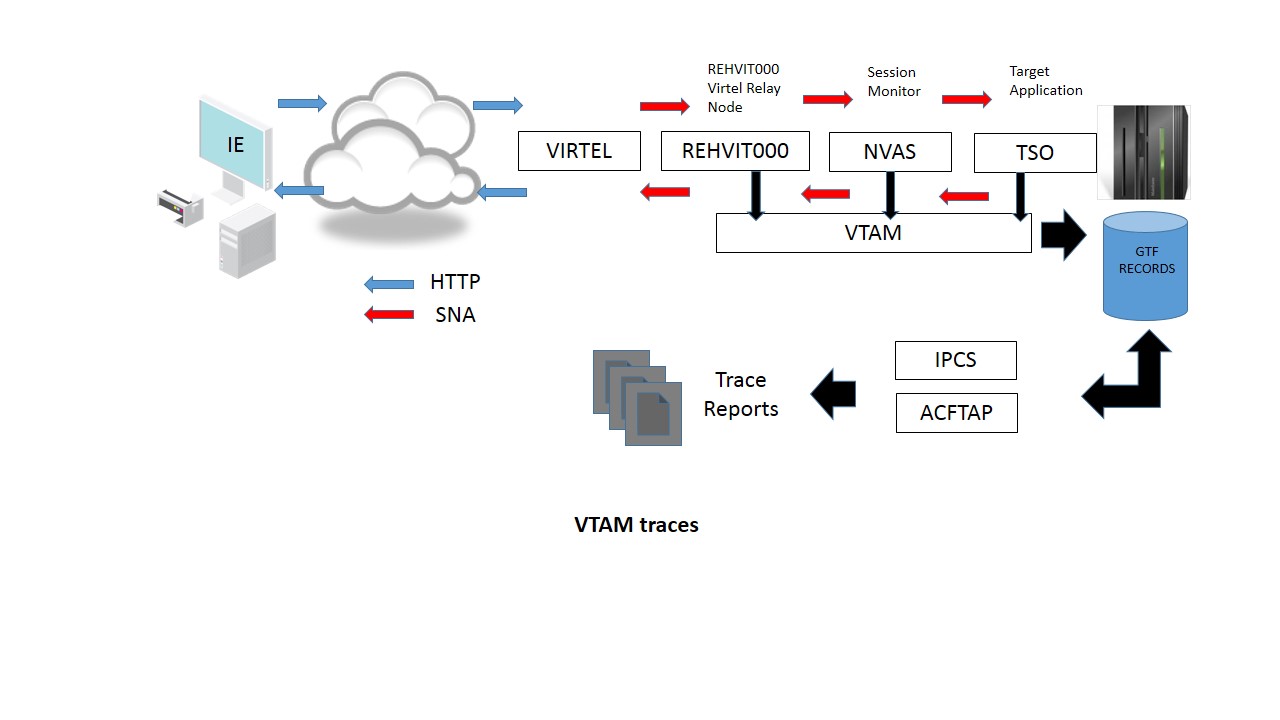 REHVIT000
Virtel Relay
Node
Session
Monitor
Target
Application
IE
VIRTEL
REHVIT000
NVAS
TSO
VTAM
GTF
RECORDS
HTTP
SNA
IPCS
ACFTAP
Trace
Reports
VTAM traces